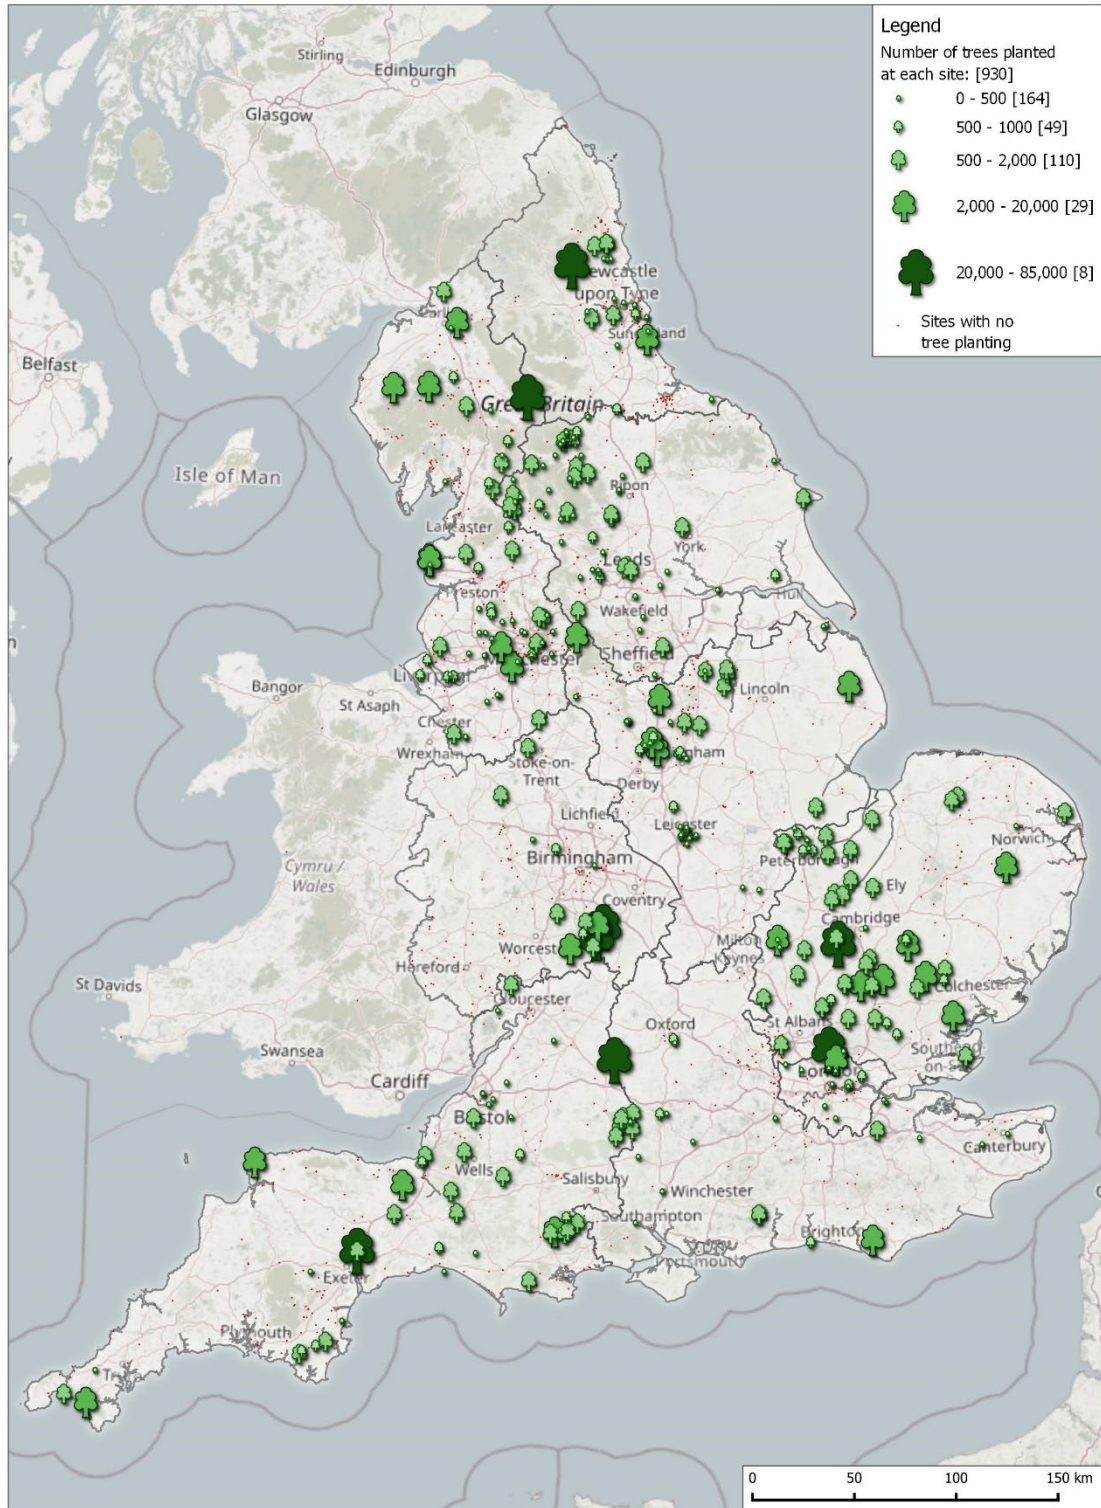 Legend
Number of trees planted
at each site: [930]
0 - 500 [164]
500 - 1000 [49]
500 - 2,000 [110]
2,000 - 20,000 [29]
20,000 - 85,000 [8]
Sites with no
tree planting
Stirling
Edinburgh
Glasgow
upon Tyne
Belfast
Isle of Man
Ripon
Lancaster
York
Leeds
Preston
Hull
Wakefield
Sheffield
Bangor
St Asaph
Lincoln
Chester
Wrexham
Stoke-on-
Trent
Derby
Lichfield
Leicester
Norwich
Peterborough
Birmingham
Cymru /
Wales
Ely
Coventry
Cambridge
Milton
Keynes
Hereford
St Davids
Colchester
Gloucester
Oxford
St Albans
Swansea
Cardiff
London
Bristol
Canterbury
Wells
Salisbury
Winchester
Southampton
Brighton
Portsmouth
Exeter
Plymouth
0 50 100 150 km